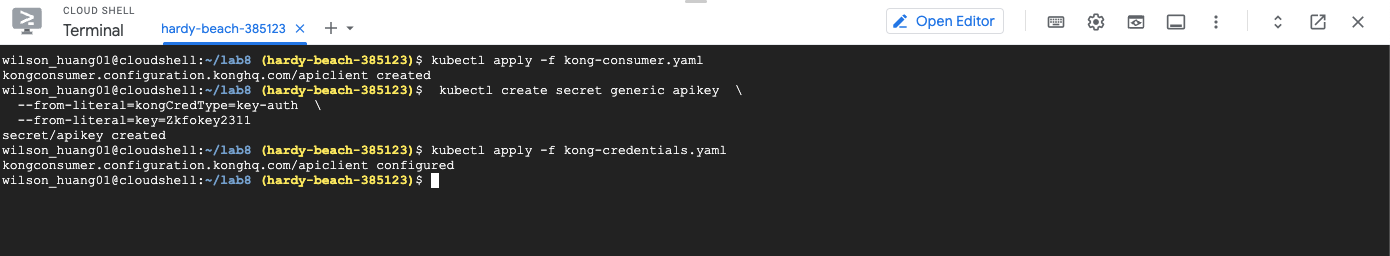 CLOUD SHELL
Terminal
hardy-beach-385123
Open Editor
wilson_huang01@cloudshell:~/lab8 (hardy-beach-385123)$ kubectl apply -f kong-consumer.yaml
kongconsumer.configuration.konghq.com/apiclient created
wilson_huang01@cloudshell:~/lab8 (hardy-beach-385123)$  kubectl create secret generic apikey  \
  --from-literal=kongCredType=key-auth  \
  --from-literal=key=Zkfokey2311
secret/apikey created
wilson_huang01@cloudshell:~/lab8 (hardy-beach-385123)$ kubectl apply -f kong-credentials.yaml
kongconsumer.configuration.konghq.com/apiclient configured
wilson_huang01@cloudshell:~/lab8 (hardy-beach-385123)$